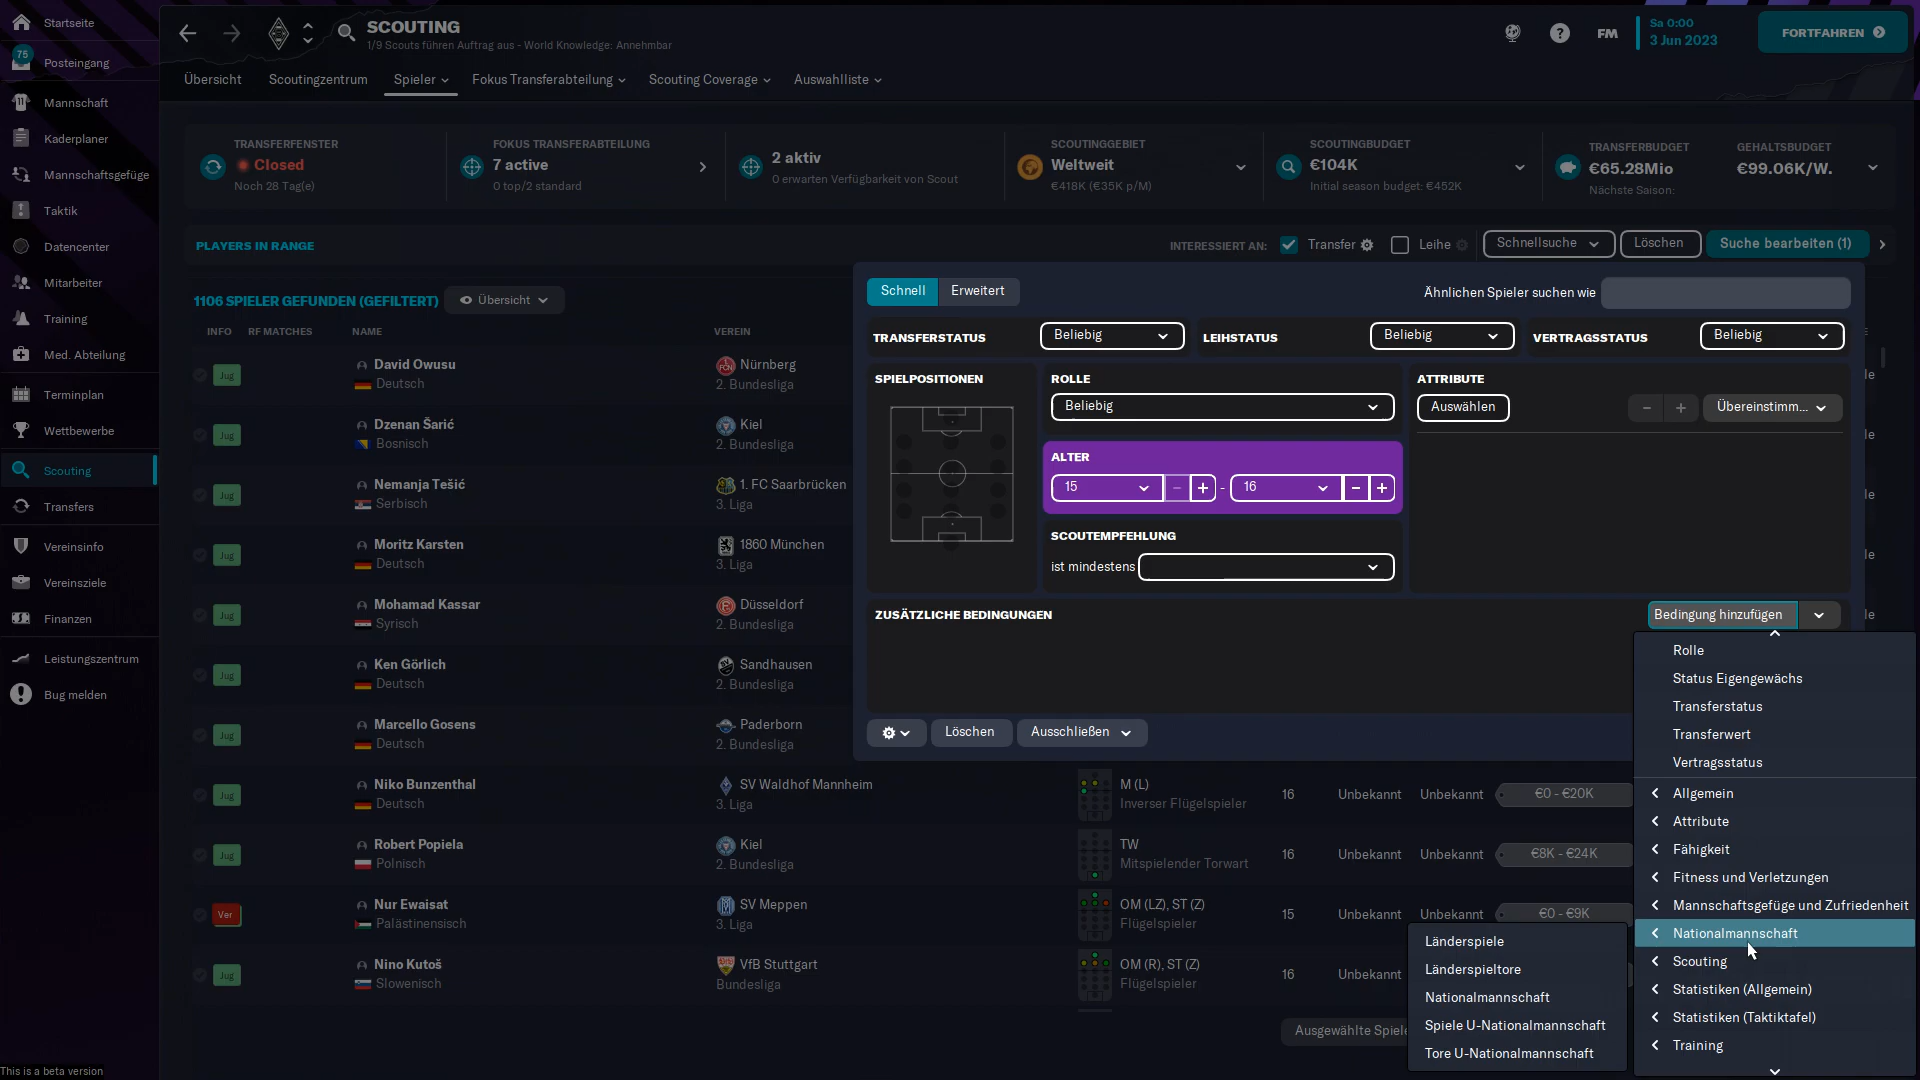 Startseite
75
Posteingang
Mannschaft
Kaderplaner
Mannschaftsgefüge
Taktik
Datencenter
Mitarbeiter
Training
Med. Abteilung
Terminplan
Wettbewerbe
Scouting
Transfers
Vereinsinfo
Vereinsziele
Finanzen
Leistungszentrum
Bug melden
This is a beta version
SCOUTING
1/9 Scouts führen Auftrag aus - World Knowledge: Annehmbar
FM
Sa 0:00
3 Jun 2023
FORTFAHREN
Übersicht Scoutingzentrum Spieler Fokus Transferabteilung Scouting Coverage Auswahlliste
TRANSFERFENSTER
Closed
Noch 28 Tag(e)
FOKUS TRANSFERABTEILUNG
7 active
0 top/2 standard
2 aktiv
0 erwarten Verfügbarkeit von Scout
SCOUTINGGEBIET
Weltweit
€418K (€35K p/M)
SCOUTINGBUDGET
€104K
Initial season budget: €452K
TRANSFERBUDGET
€65.28Mio
Nächste Saison:
GEHALTSBUDGET
€99.06K/W.
PLAYERS IN RANGE
INTERESSIERT AN: Transfer Leihe Schnellsuche Löschen Suche bearbeiten (1)
1106 SPIELER GEFUNDEN (GEFILTERT) Übersicht
INFO RF MATCHES NAME VEREIN
Jug David Owusu Nürnberg
Deutsch 2. Bundesliga
Jug Dzenan Šarić Kiel
Bosnisch 2. Bundesliga
Jug Nemanja Tešić 1. FC Saarbrücken
Serbisch 3. Liga
Jug Moritz Karsten 1860 München
Deutsch 3. Liga
Jug Mohamad Kassar Düsseldorf
Syrisch 2. Bundesliga
Jug Ken Görlich Sandhausen
Deutsch 2. Bundesliga
Jug Marcello Gosens Paderborn
Deutsch 2. Bundesliga
Jug Niko Bunzenthal SV Waldhof Mannheim M (L) 16 Unbekannt Unbekannt €0 - €20K
Deutsch 3. Liga Inverser Flügelspieler
Jug Robert Popiela Kiel TW 16 Unbekannt Unbekannt €8K - €24K
Polnisch 2. Bundesliga Mitspielender Torwart
Ver Nur Ewaisat SV Meppen OM (LZ), ST (Z) 15 Unbekannt Unbekannt €0 - €9K
Palästinensisch 3. Liga Flügelspieler
Jug Nino Kutoš VfB Stuttgart OM (R), ST (Z) 16 Unbekannt
Slowenisch Bundesliga Flügelspieler
Ausgewählte Spiele
Schnell Erweitert
Ähnlichen Spieler suchen wie
TRANSFERSTATUS Beliebig LEIHSTATUS Beliebig VERTRAGSSTATUS Beliebig
SPIELPOSITIONEN
ROLLE
Beliebig
ALTER
15 - + - 16 - +
SCOUTEMPFEHLUNG
ist mindestens
ATTRIBUTE
Auswählen - + Übereinstimm...
ZUSÄTZLICHE BEDINGUNGEN
Bedingung hinzufügen
Löschen Ausschließen
Rolle
Status Eigengewächs
Transferstatus
Transferwert
Vertragsstatus
Allgemein
Attribute
Fähigkeit
Fitness und Verletzungen
Mannschaftsgefüge und Zufriedenheit
Nationalmannschaft
Scouting
Statistiken (Allgemein)
Statistiken (Taktiktafel)
Training
Länderspiele
Länderspieltore
Nationalmannschaft
Spiele U-Nationalmannschaft
Tore U-Nationalmannschaft